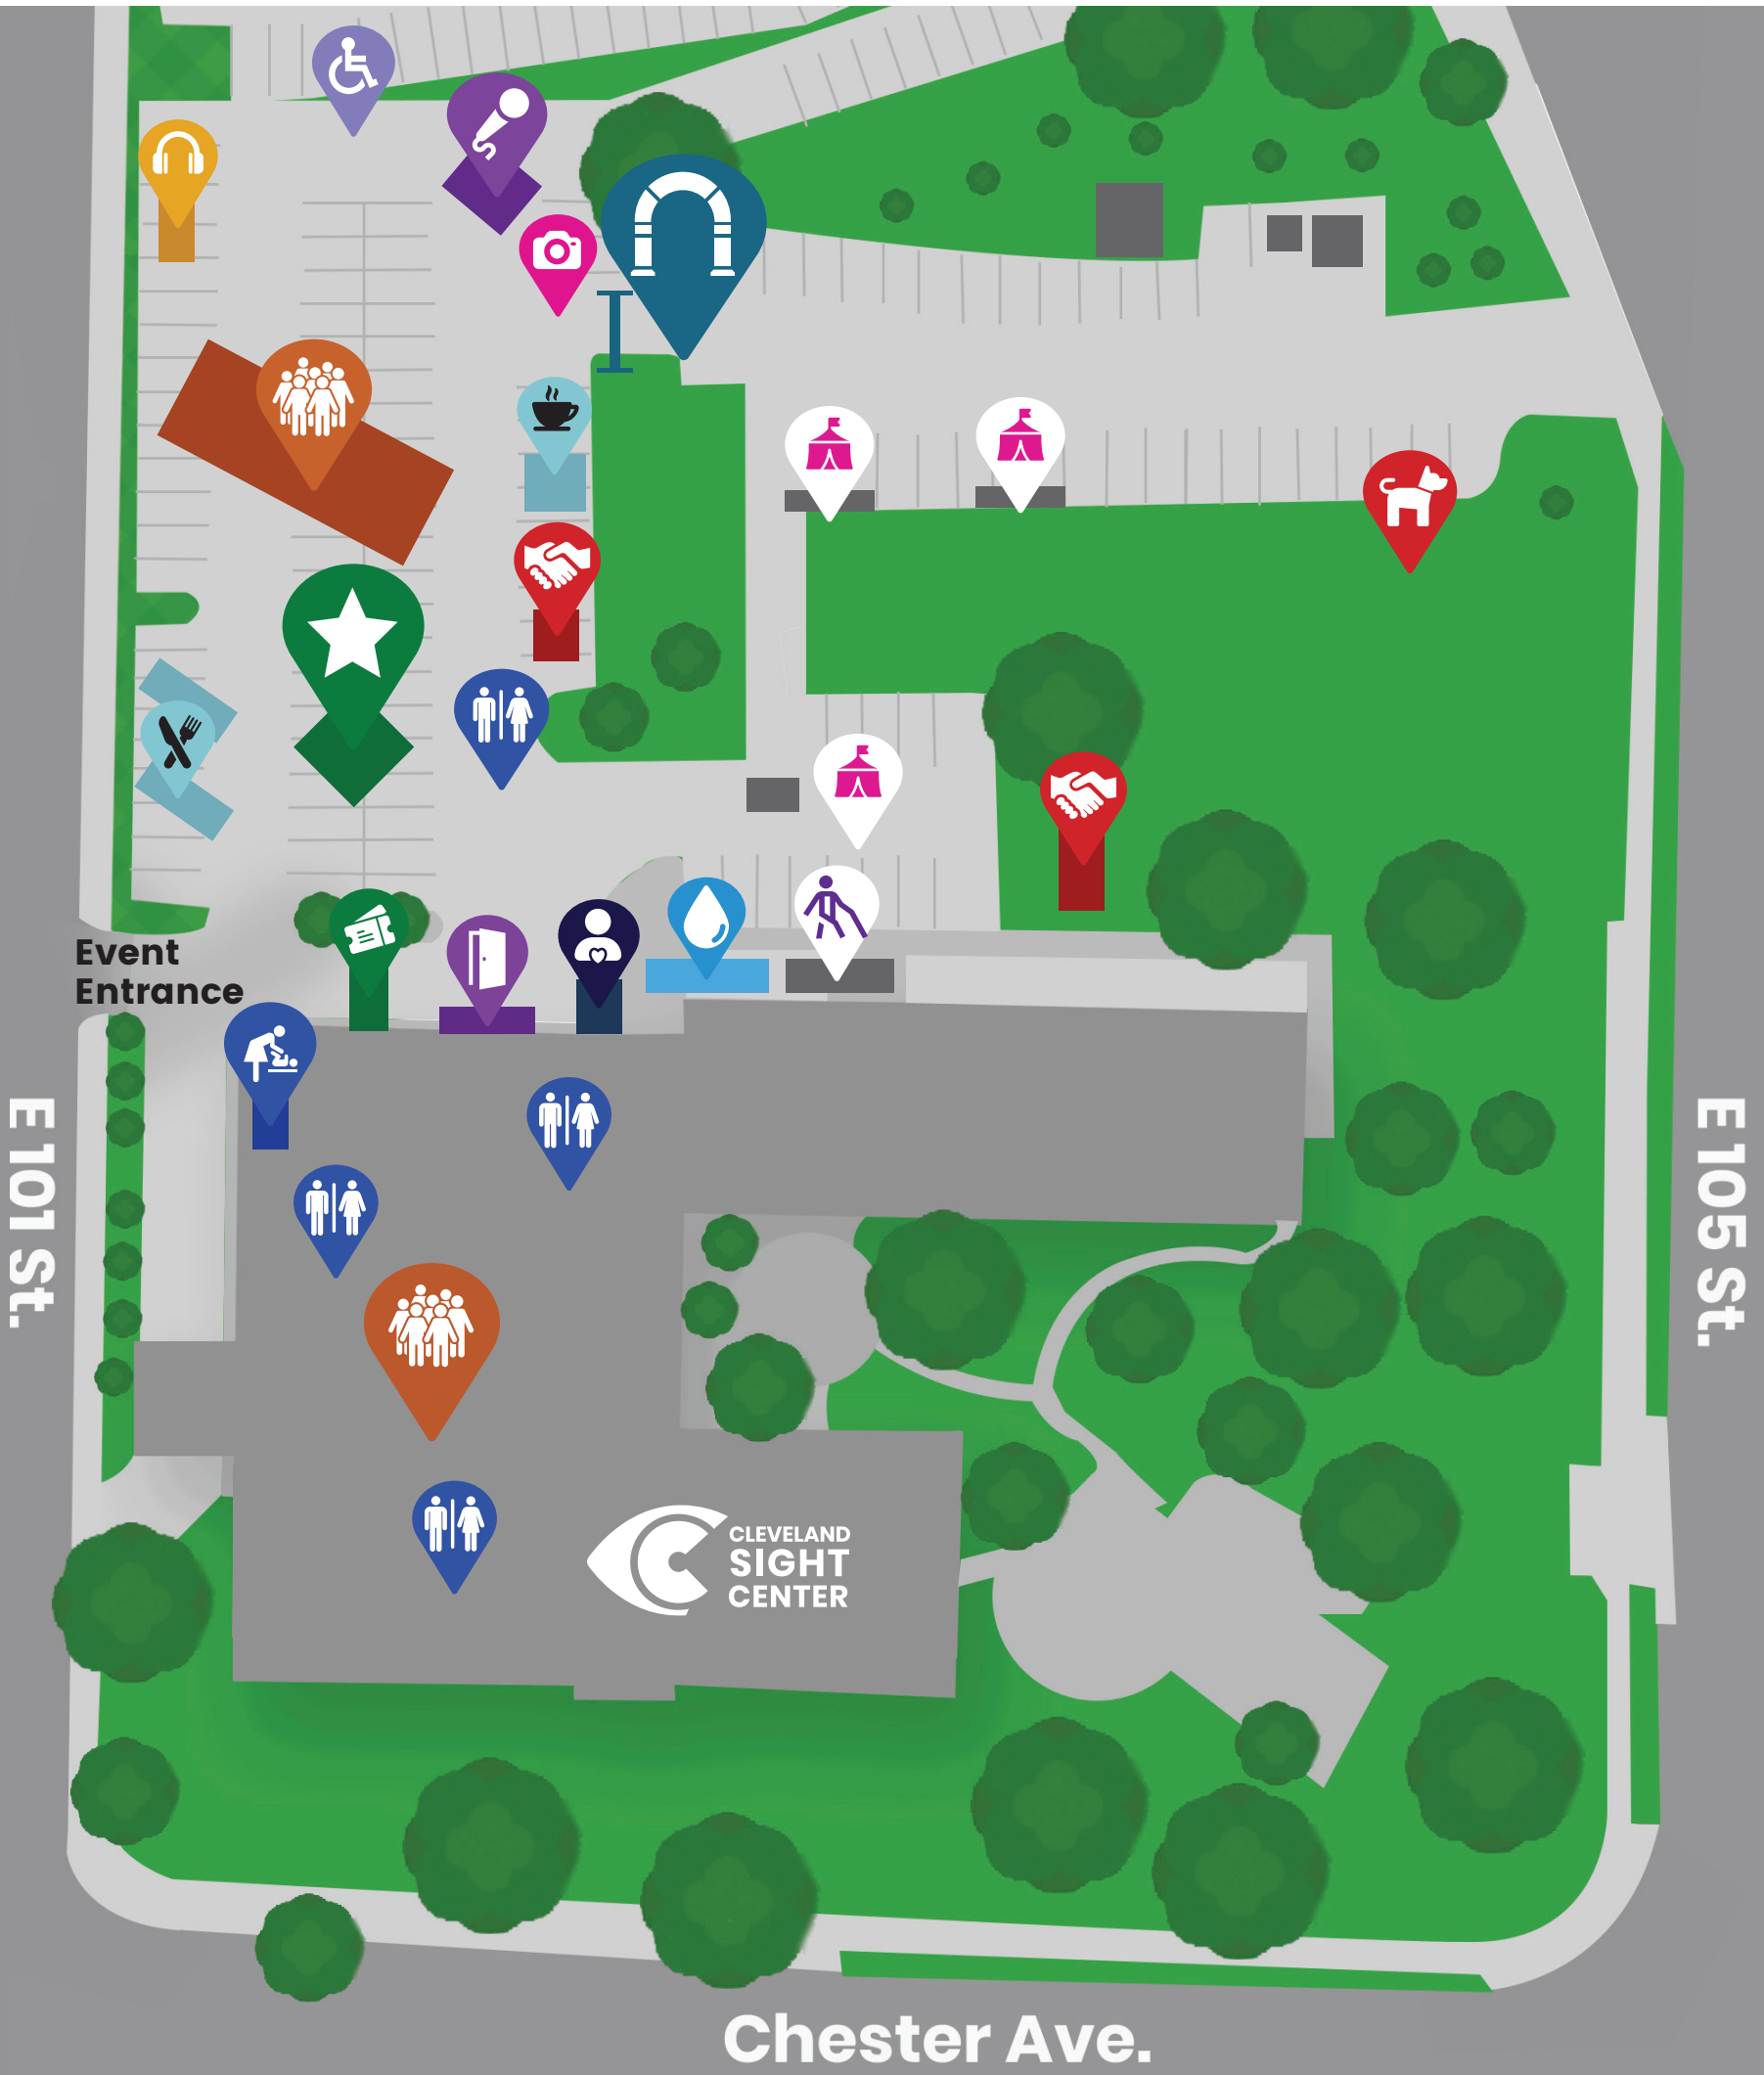 Event
Entrance
E 101 St.
E 105 St.
CLEVELAND
SIGHT
CENTER
Chester Ave.